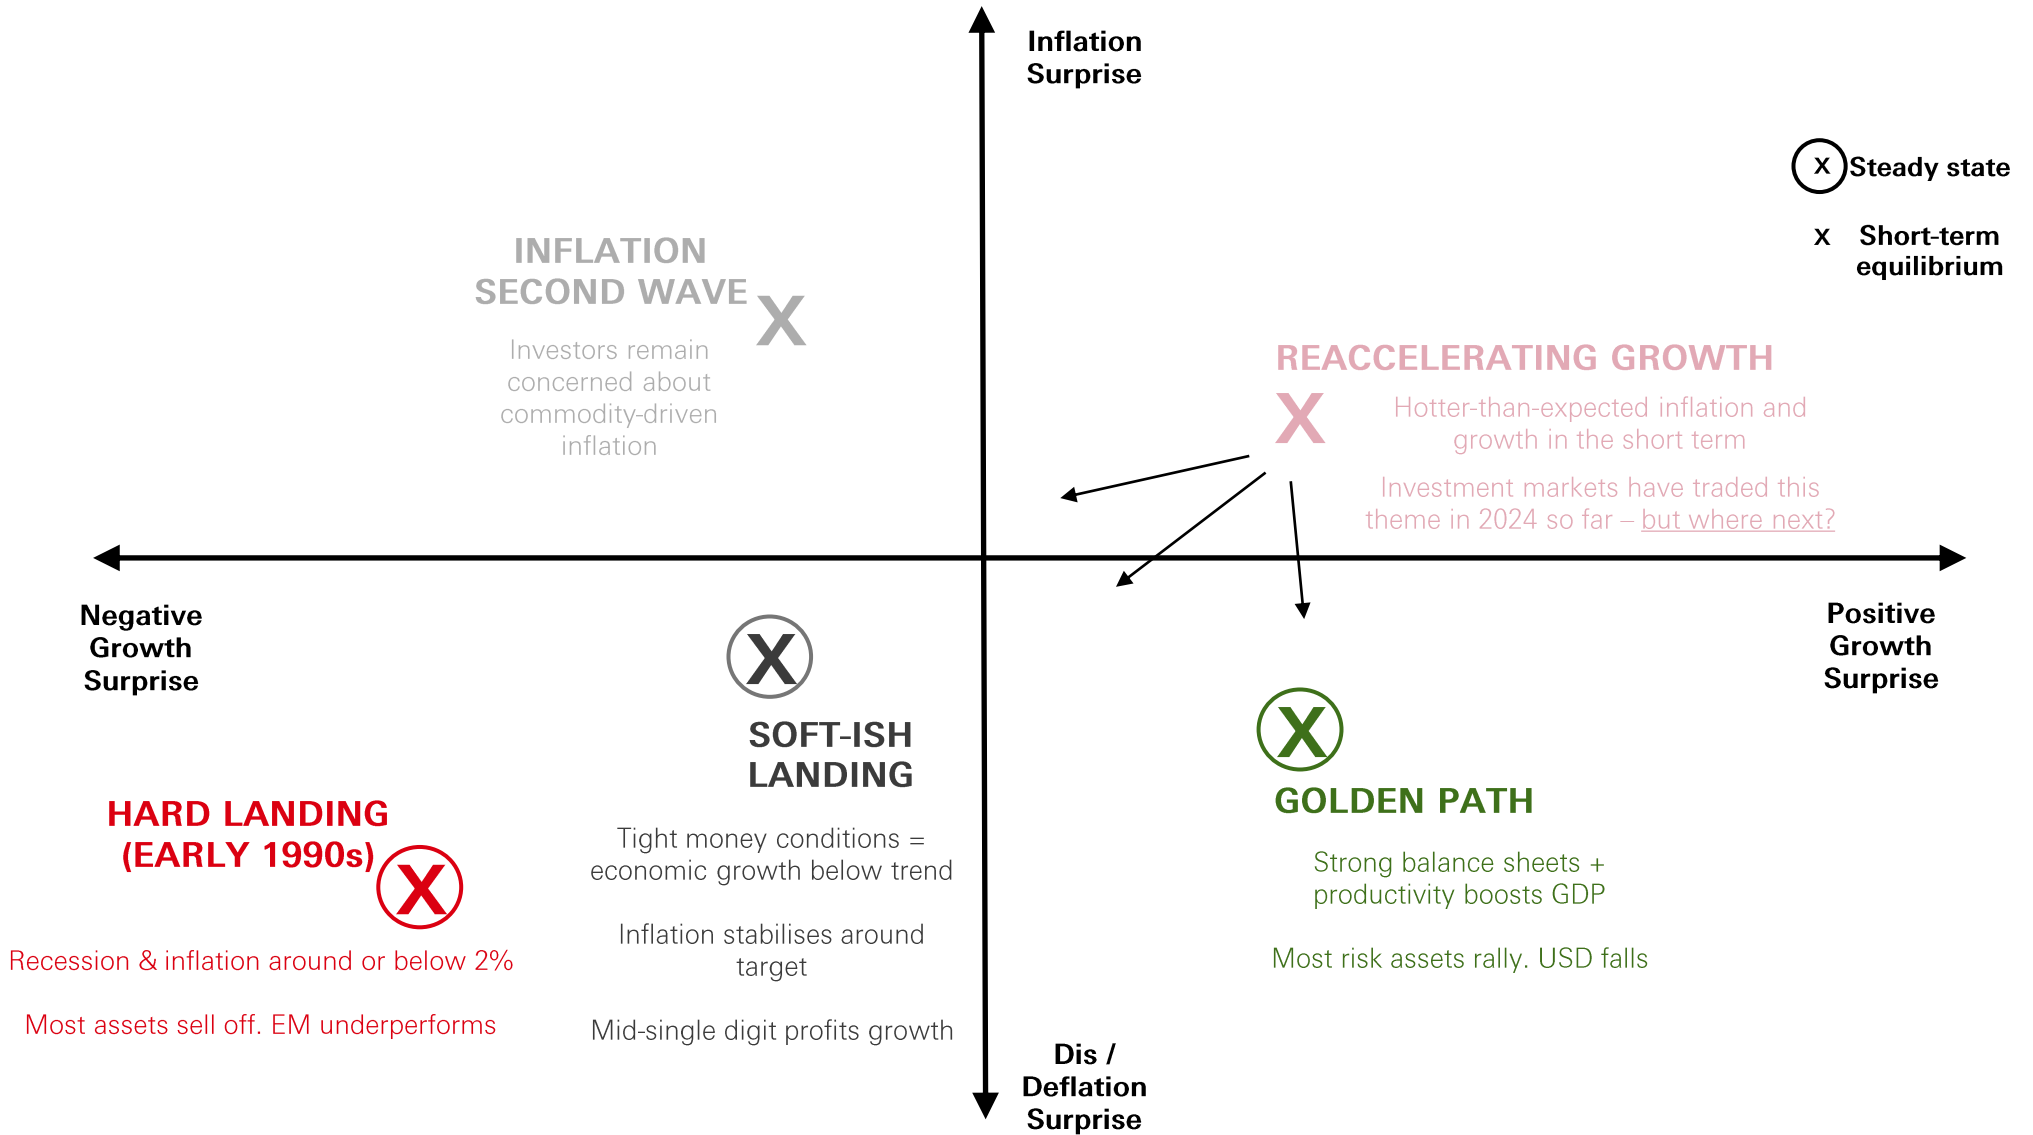 Inflation
Surprise
X Steady state
X Short-term
equilibrium
INFLATION
SECOND WAVE
X
Investors remain
concerned about
commodity-driven
inflation
REACCELERATING GROWTH
X
Hotter-than-expected inflation and
growth in the short term
Investment markets have traded this
theme in 2024 so far – but where next?
Negative
Growth
Surprise
Positive
Growth
Surprise
X
SOFT-ISH
LANDING
Tight money conditions =
economic growth below trend
Inflation stabilises around
target
Mid-single digit profits growth
HARD LANDING
(EARLY 1990s)
X
Recession & inflation around or below 2%
Most assets sell off. EM underperforms
X
GOLDEN PATH
Strong balance sheets +
productivity boosts GDP
Most risk assets rally. USD falls
Dis /
Deflation
Surprise